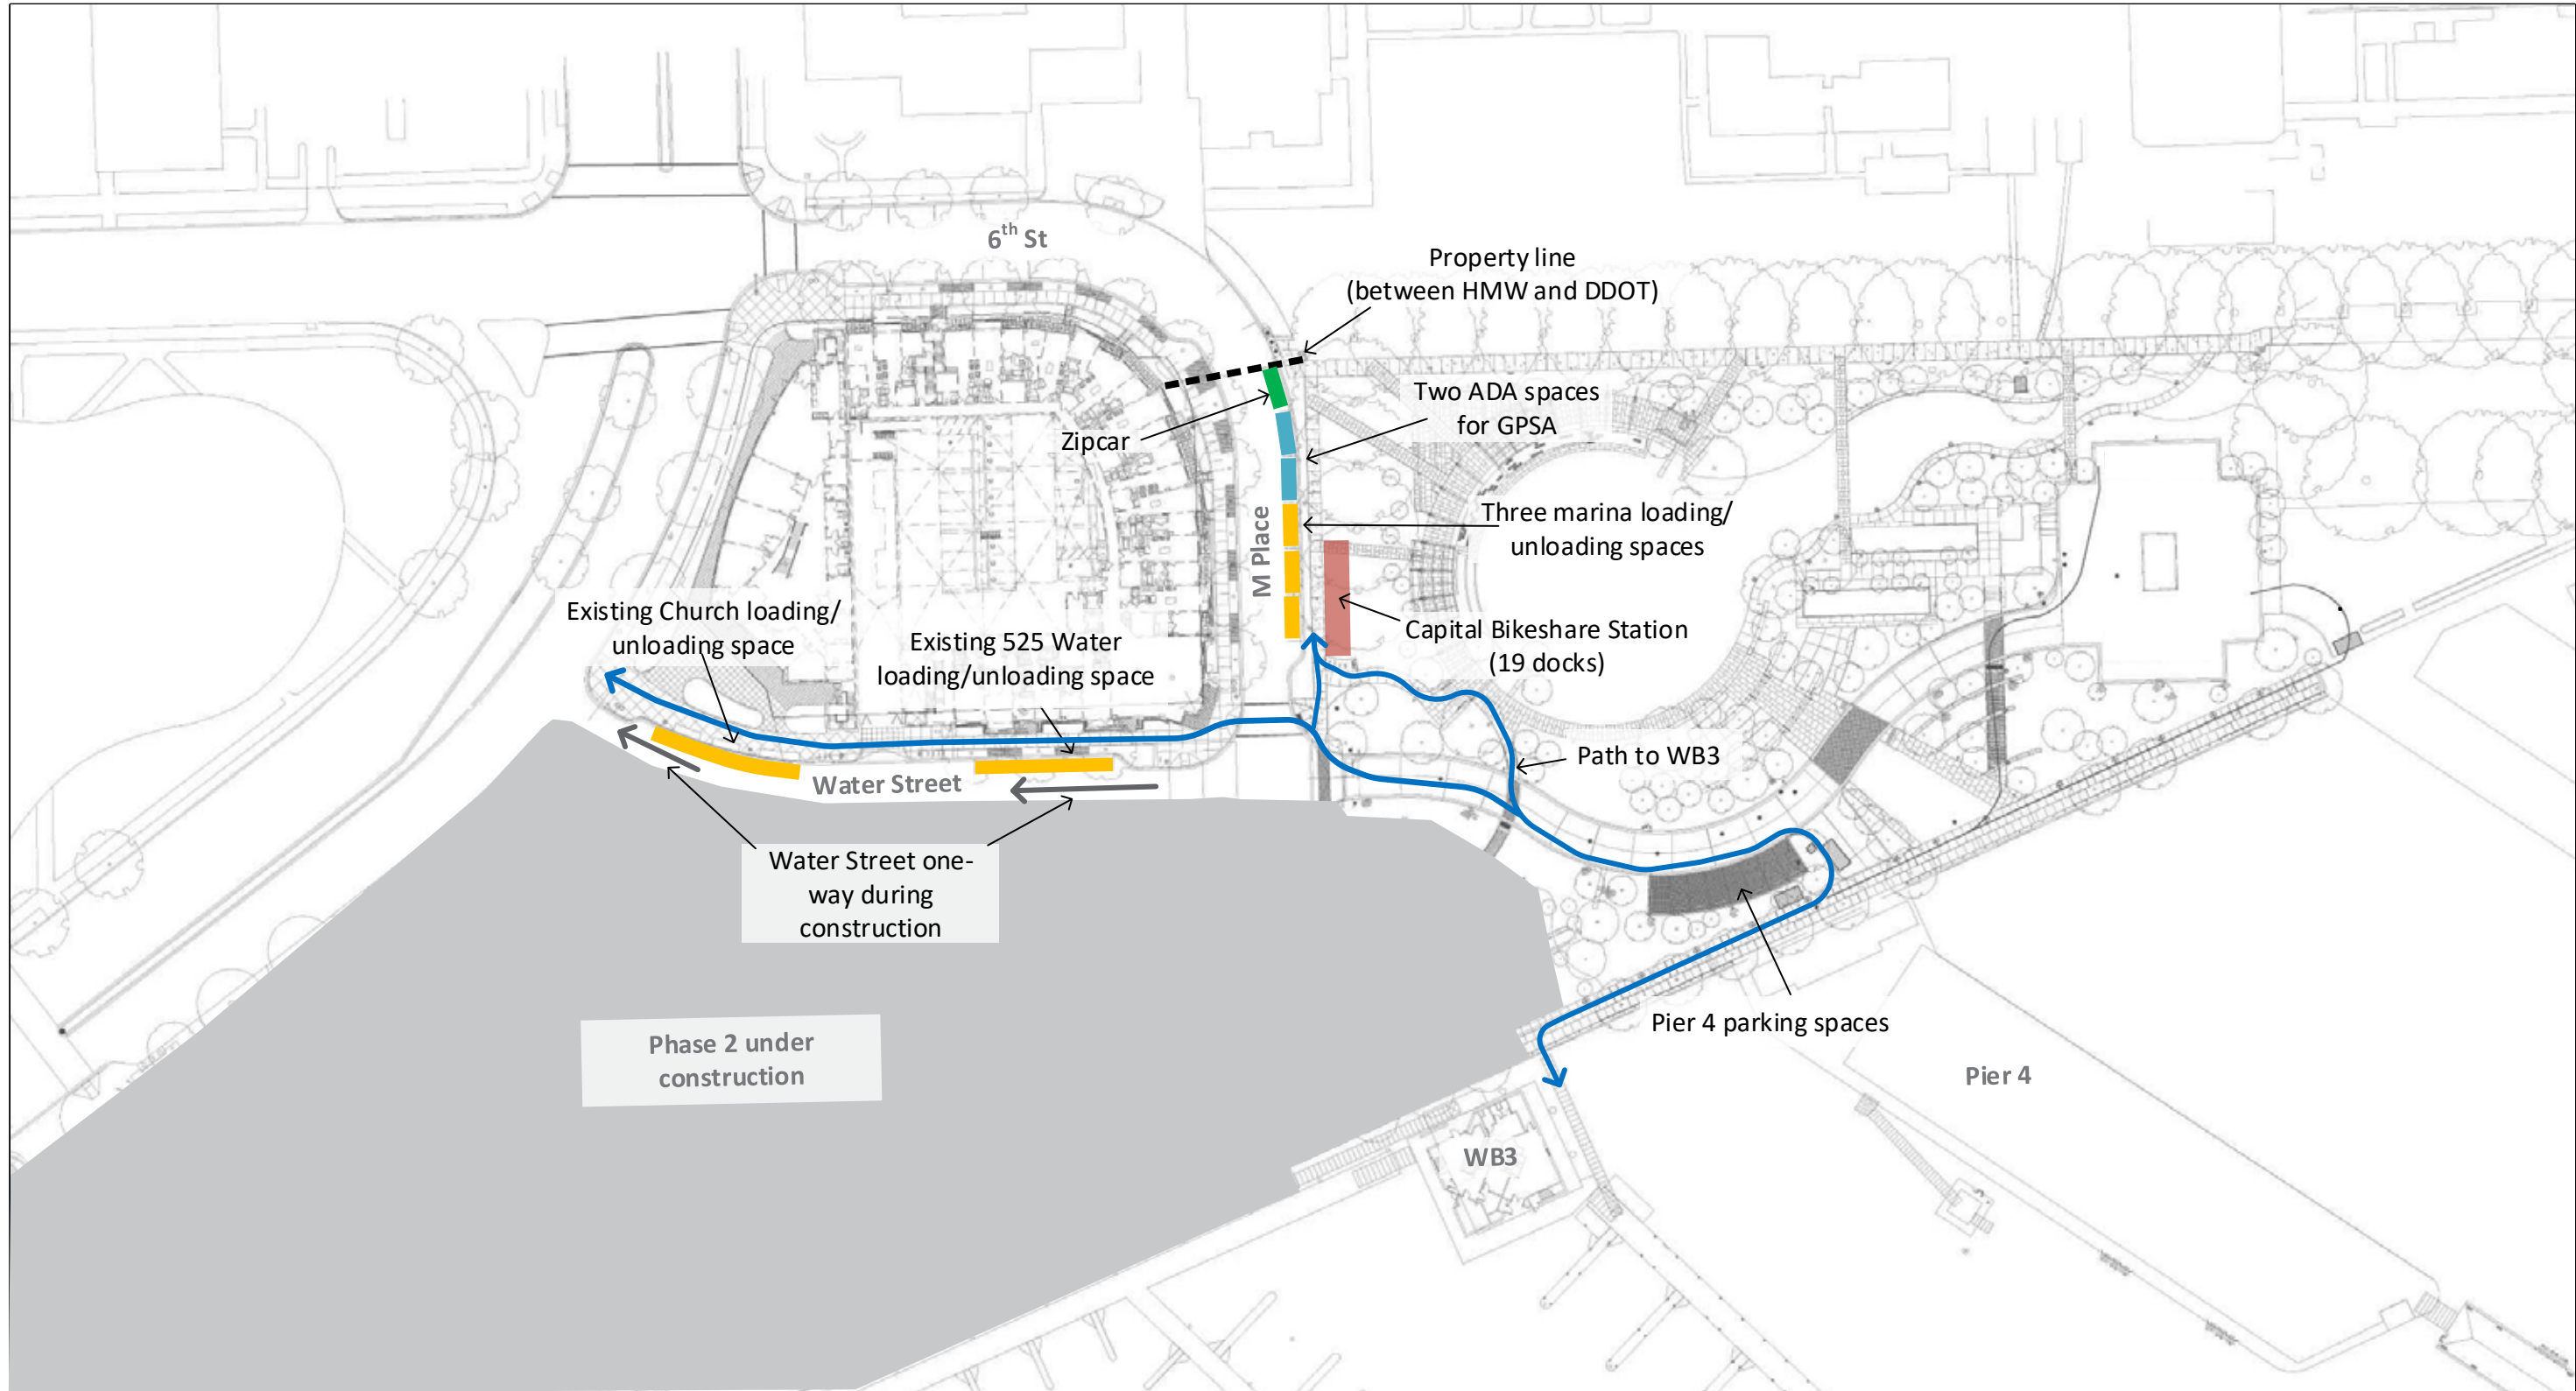 6th St
Property line
(between HMW and DDOT)
Two ADA spaces
for GPSA
Zipcar
Three marina loading/
unloading spaces
M Place
Existing Church loading/
unloading space
Existing 525 Water
loading/unloading space
Capital Bikeshare Station
(19 docks)
Path to WB3
Water Street
Water Street one-
way during
construction
Pier 4 parking spaces
Phase 2 under
construction
Pier 4
WB3